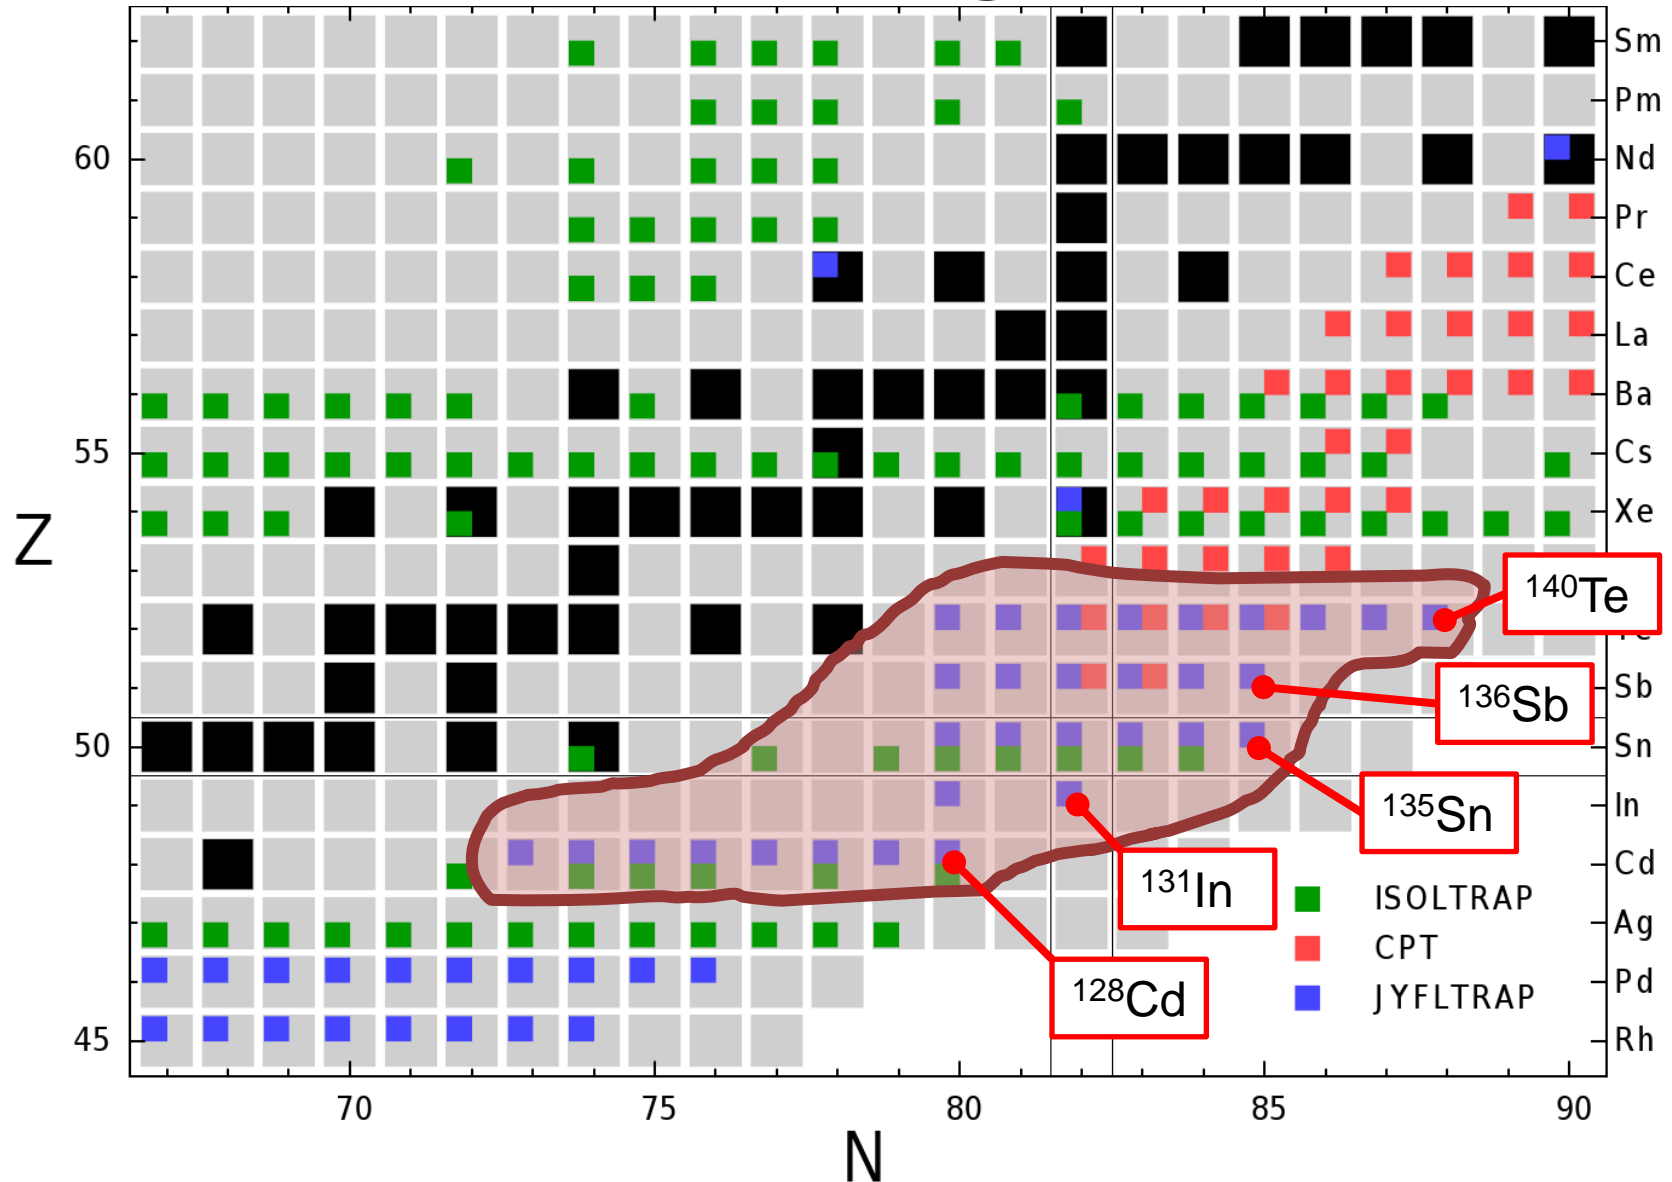 Sm
Pm
60
Nd
Pr
Ce
La
Ba
55
Cs
Z
Xe
140Te
136Sb
50
Sn
135Sn
In
131In
Cd
ISOLTRAP
Ag
CPT
128Cd
Pd
JYFLTRAP
45
Rh
70
75
80
85
90
N